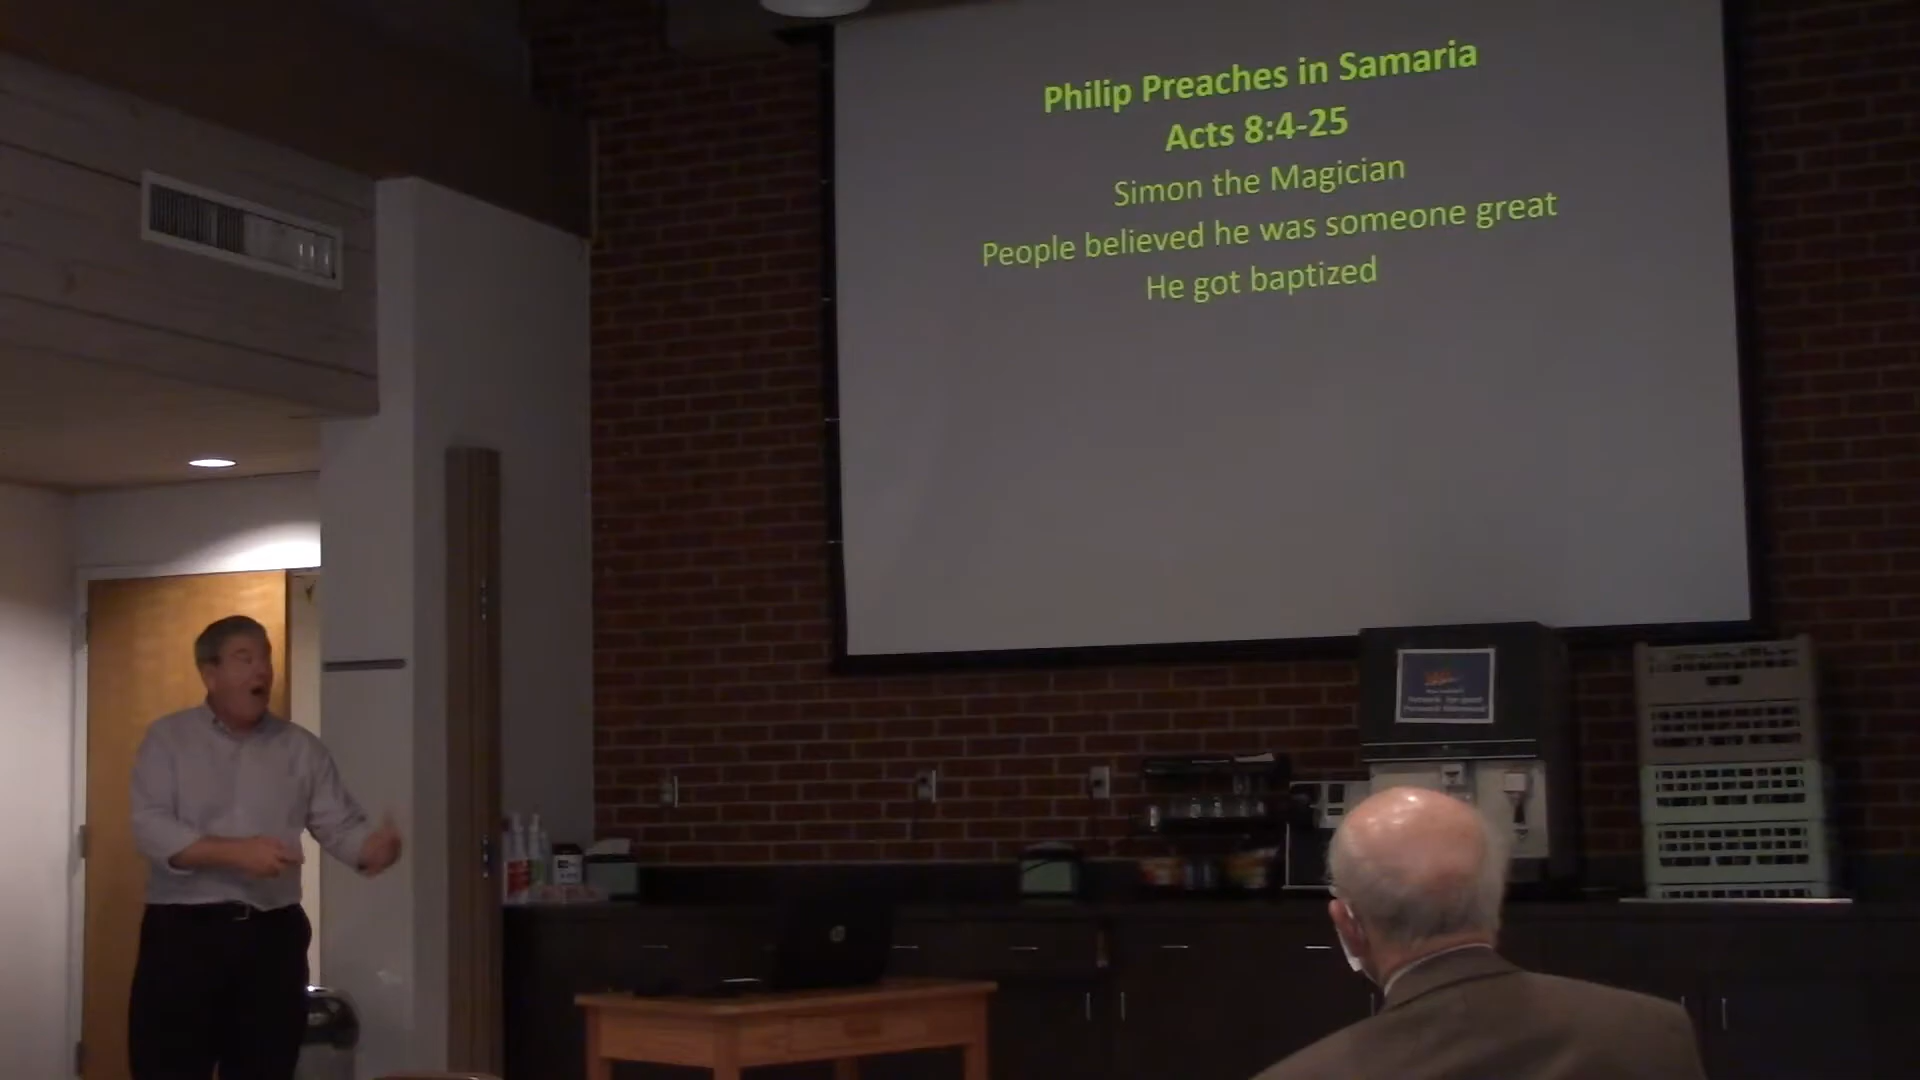 Philip Preaches in Samaria
Acts 8:4-25
Simon the Magician
People believed he was someone great
He got baptized